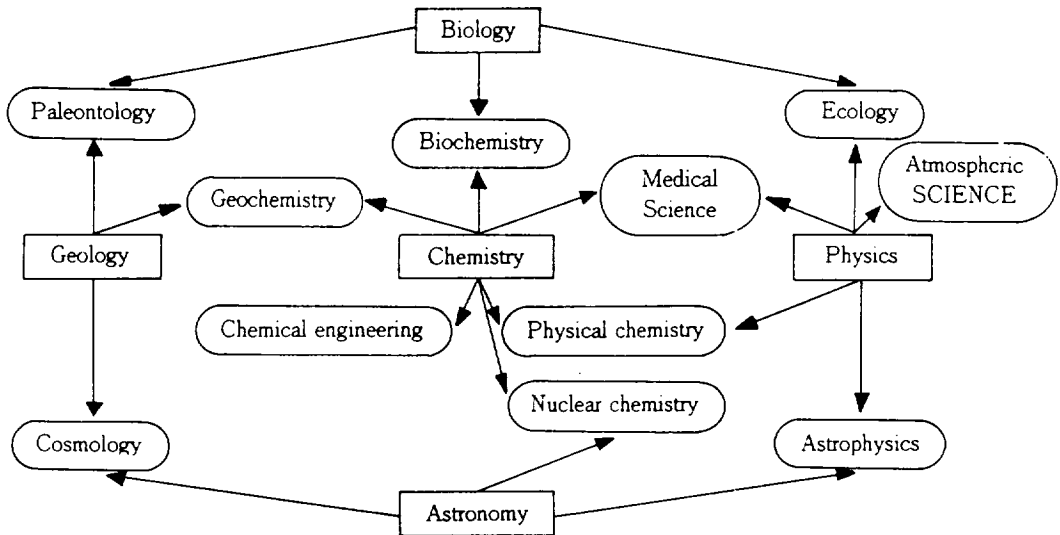 Biology
Paleontology
Ecology
Biochemistry
Atmosphcric
SCIENCE
Medical
Science
Geochemistry
Geology
Chemistry
Physics
Chemical engineering
Physical chemistry
Nuclear chemistry
Cosmology
Astrophysics
Astronomy